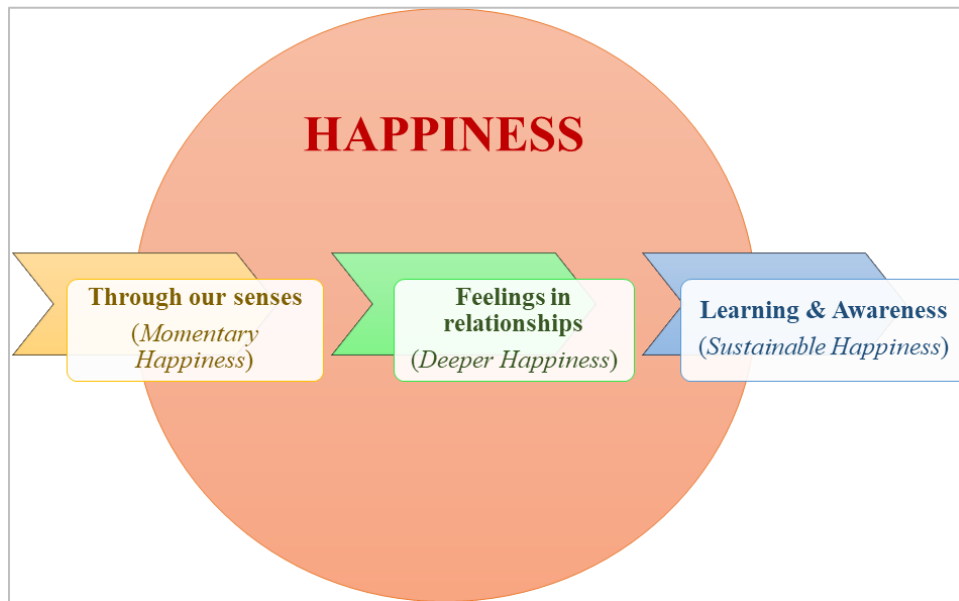 HAPPINESS
Through our senses
(Momentary
Happiness)
Feelings in
relationships
(Deeper Happiness)
Learning & Awareness
(Sustainable Happiness)